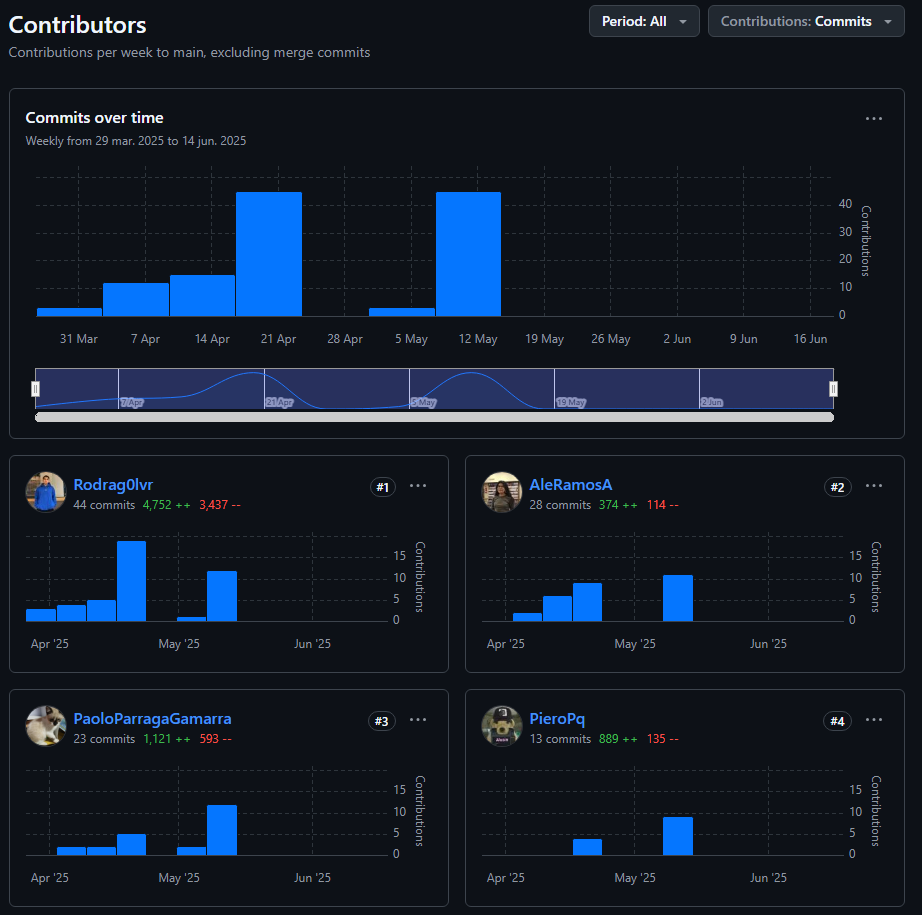 Contributors
Period: All
Contributions: Commits
Contributions per week to main, excluding merge commits
Commits over time
Weekly from 29 mar. 2025 to 14 jun. 2025
40
30
20
10
0
Contributions
31 Mar 7 Apr 14 Apr 21 Apr 28 Apr 5 May 12 May 19 May 26 May 2 Jun 9 Jun 16 Jun
7 Apr 21 Apr 5 May 19 May 2 Jun
Rodrag0lvr
#1
44 commits 4,752 ++ 3,437 --
15
10
5
0
Contributions
Apr '25 May '25 Jun '25
AleRamosA
#2
28 commits 374 ++ 114 --
15
10
5
0
Contributions
Apr '25 May '25 Jun '25
PaoloParragaGamarra
#3
23 commits 1,121 ++ 593 --
15
10
5
0
Contributions
Apr '25 May '25 Jun '25
PieroPq
#4
13 commits 889 ++ 135 --
15
10
5
0
Contributions
Apr '25 May '25 Jun '25